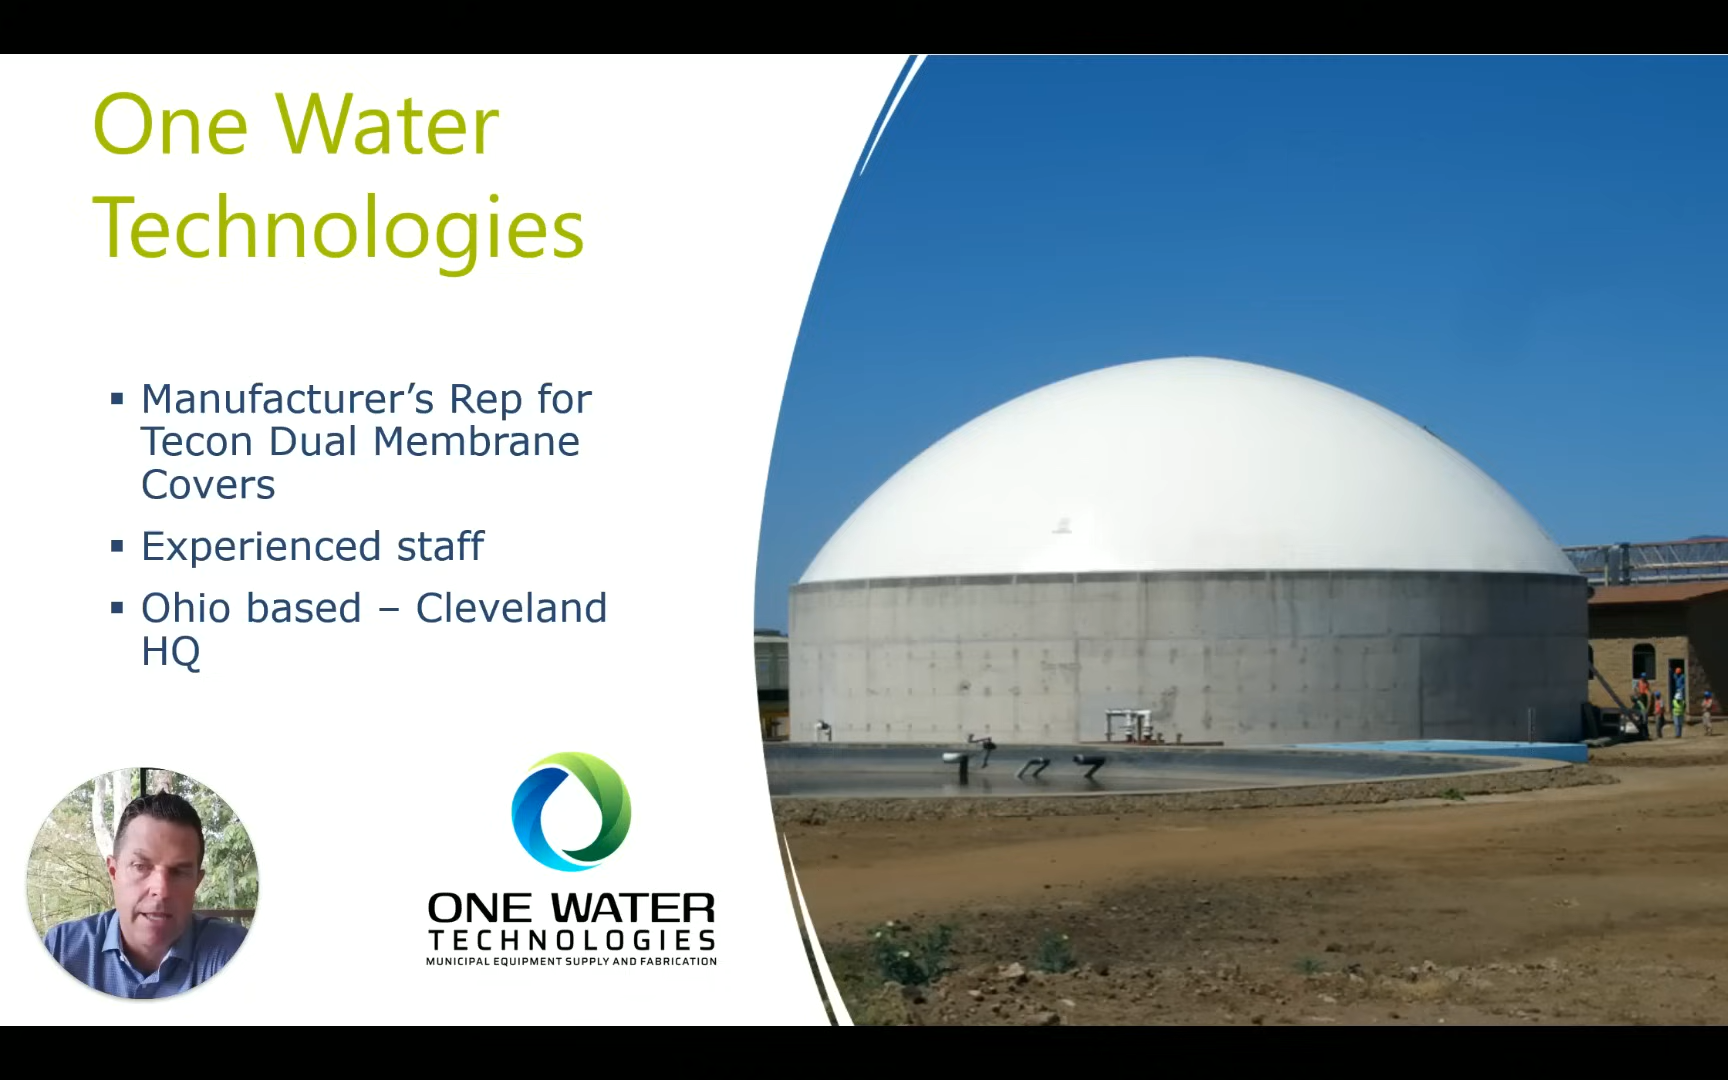 One Water
Technologies
▪ Manufacturer’s Rep for
Tecon Dual Membrane
Covers
▪ Experienced staff
▪ Ohio based – Cleveland
HQ
ONE WATER
TECHNOLOGIES
MUNICIPAL EQUIPMENT SUPPLY AND FABRICATION